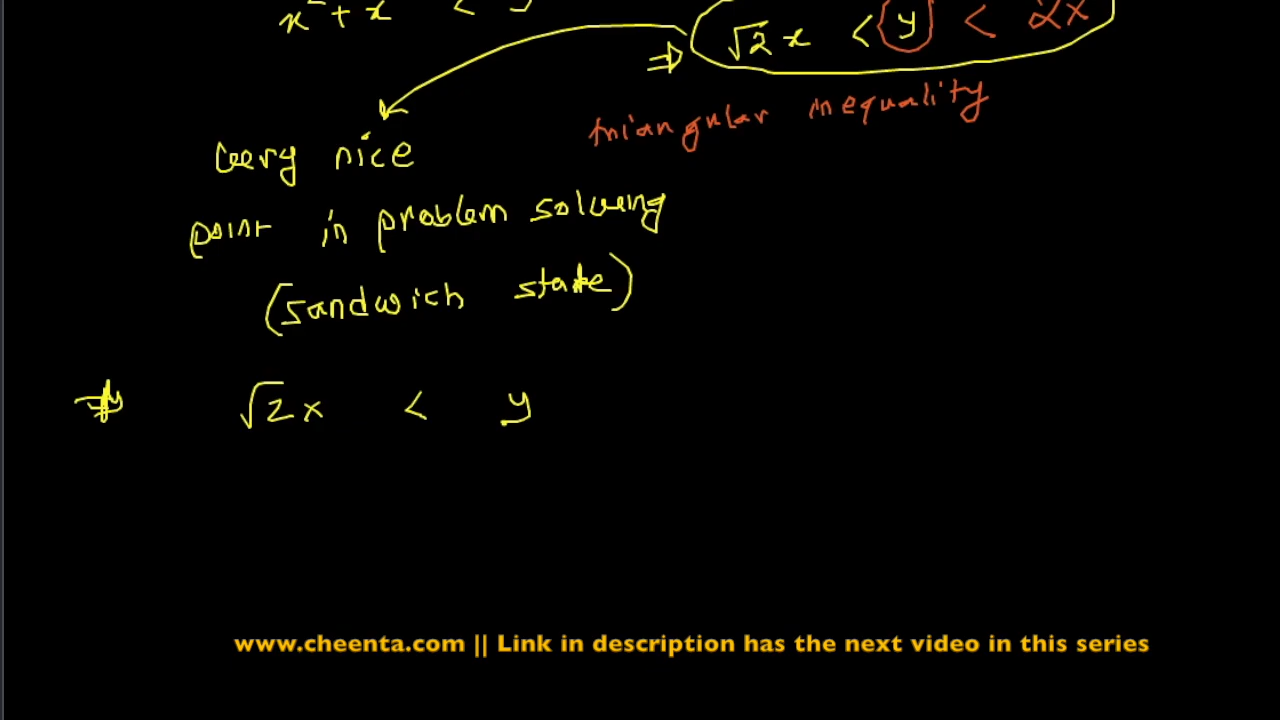 x² + x < y
⇒ √2 x < y < 2x
triangular inequality
very nice
point in problem solving
(sandwich state)
√2 x < y
www.cheenta.com || Link in description has the next video in this series